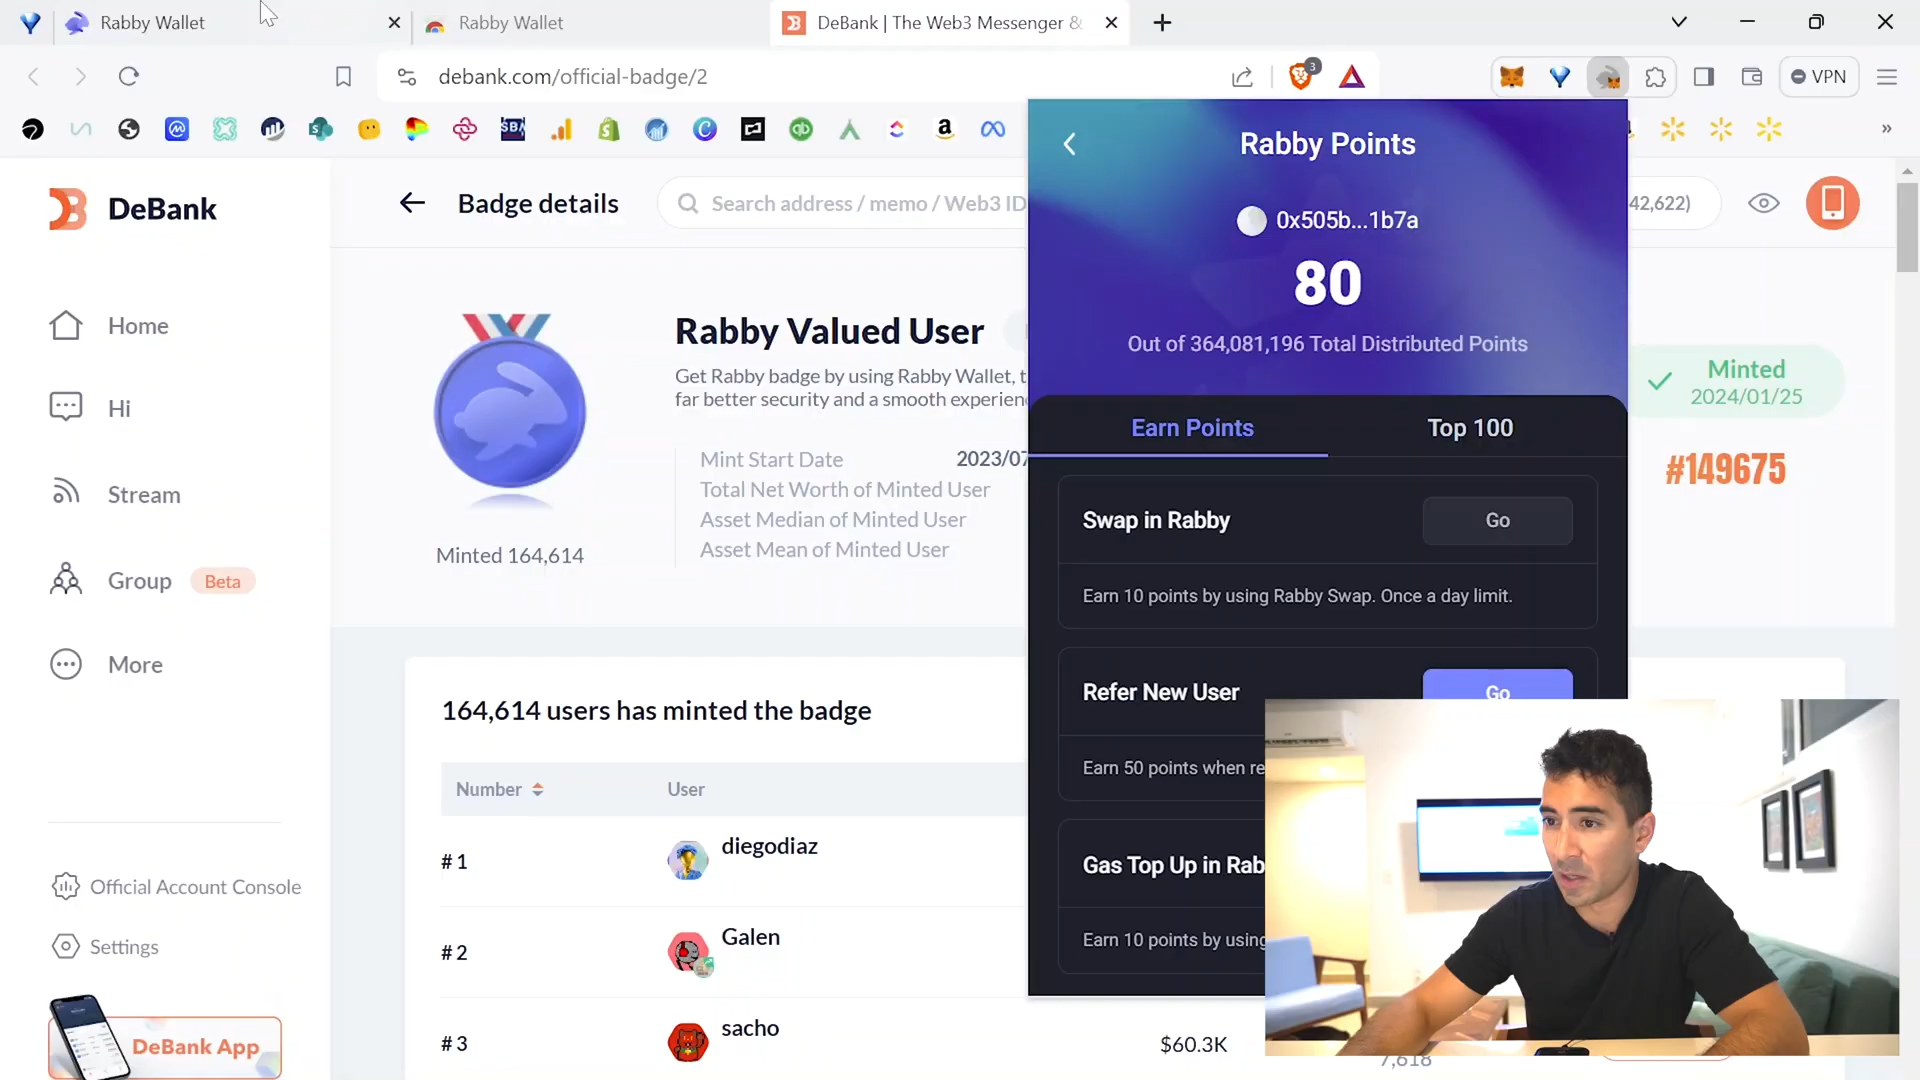 Rabby Wallet
Rabby Wallet
DeBank | The Web3 Messenger &
debank.com/official-badge/2
3
VPN
SBA
DeBank
Badge details
Search address / memo / Web3 ID
42,622)
Home
Hi
Stream
Group
Beta
More
Official Account Console
Settings
DeBank App
Rabby Valued User
Get Rabby badge by using Rabby Wallet, t
far better security and a smooth experien
Minted 164,614
Mint Start Date
2023/07
Total Net Worth of Minted User
Asset Median of Minted User
Asset Mean of Minted User
Minted
2024/01/25
#149675
164,614 users has minted the badge
Number
User
# 1
diegodiaz
# 2
Galen
# 3
sacho
$60.3K
7,618
Rabby Points
0x505b...1b7a
80
Out of 364,081,196 Total Distributed Points
Earn Points
Top 100
Swap in Rabby
Go
Earn 10 points by using Rabby Swap. Once a day limit.
Refer New User
Go
Earn 50 points when re
Gas Top Up in Rab
Earn 10 points by using